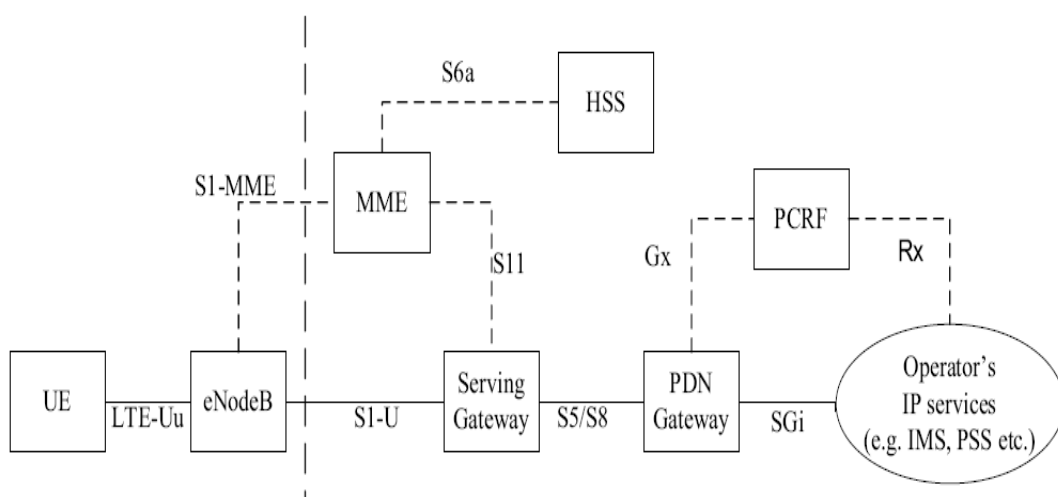 S6a
HSS
S1-MME
MME
PCRF
S11
Gx
Rx
UE
LTE-Uu
eNodeB
S1-U
Serving
Gateway
S5/S8
PDN
Gateway
SGi
Operator's
IP services
(e.g. IMS, PSS etc.)